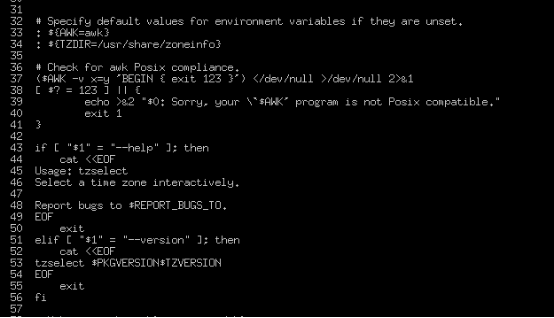 31
32 # Specify default values for environment variables if they are unset.
33 : ${AWK=awk}
34 : ${TZDIR=/usr/share/zoneinfo}
35
36 # Check for awk Posix compliance.
37 ($AWK -v x=y 'BEGIN { exit 123 }') </dev/null >/dev/null 2>&1
38 [ $? = 123 ] || {
39         echo >&2 "$0: Sorry, your \`$AWK' program is not Posix compatible."
40         exit 1
41 }
42
43 if [ "$1" = "--help" ]; then
44     cat <<EOF
45 Usage: tzselect
46 Select a time zone interactively.
47
48 Report bugs to $REPORT_BUGS_TO.
49 EOF
50     exit
51 elif [ "$1" = "--version" ]; then
52     cat <<EOF
53 tzselect $PKGVERSION$TZVERSION
54 EOF
55     exit
56 fi
57